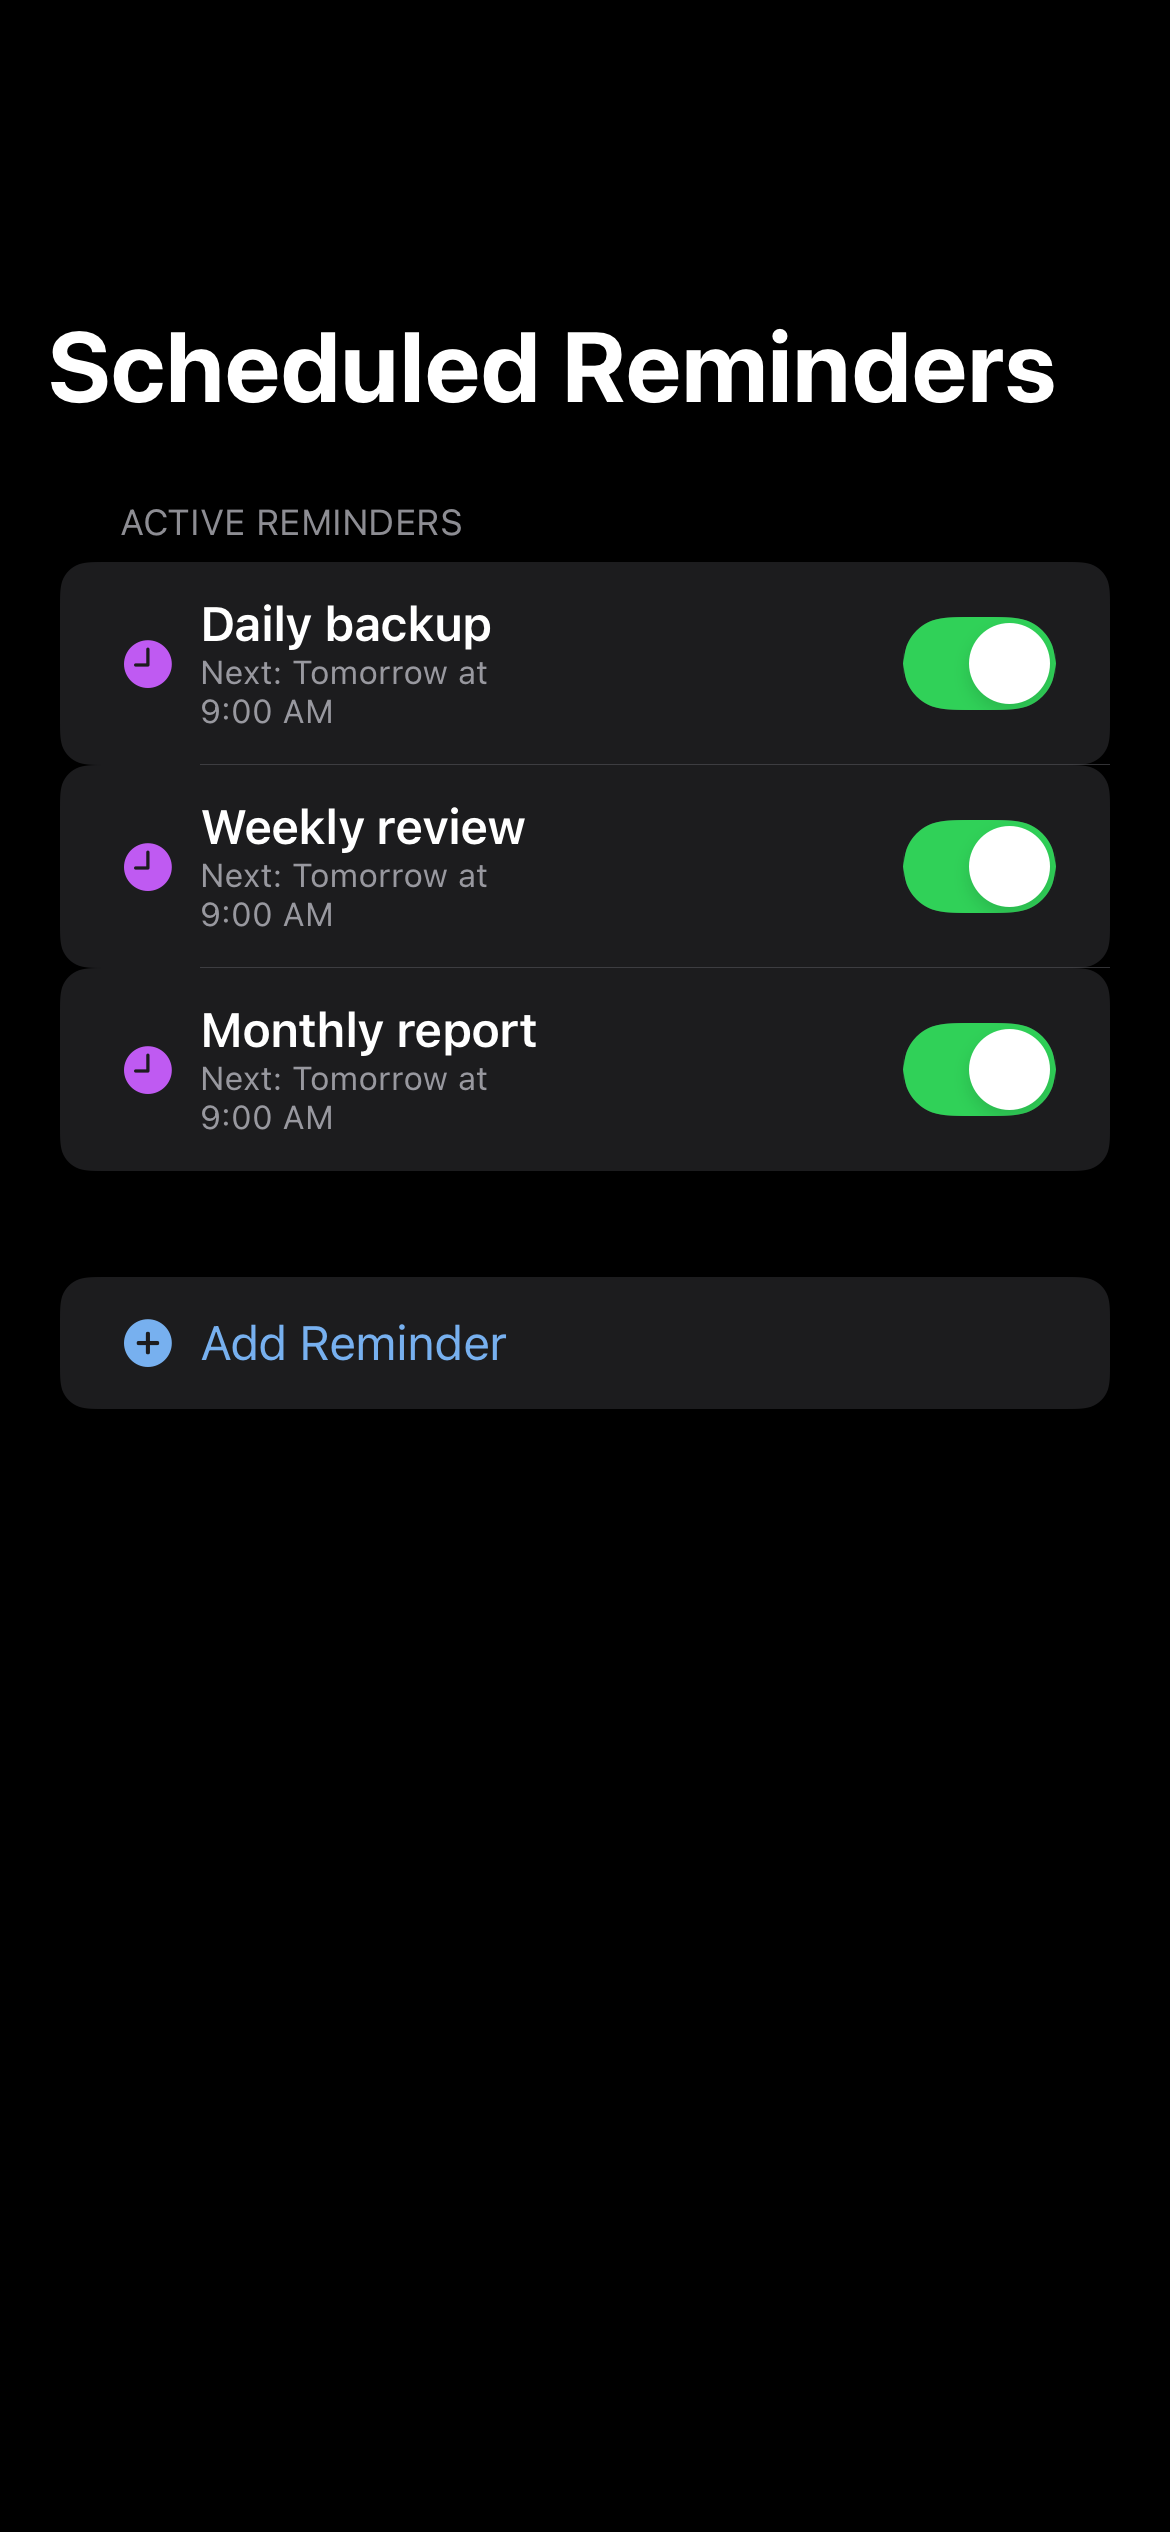 Scheduled Reminders
ACTIVE REMINDERS
Daily backup
Next: Tomorrow at
9:00 AM
Weekly review
Next: Tomorrow at
9:00 AM
Monthly report
Next: Tomorrow at
9:00 AM
Add Reminder